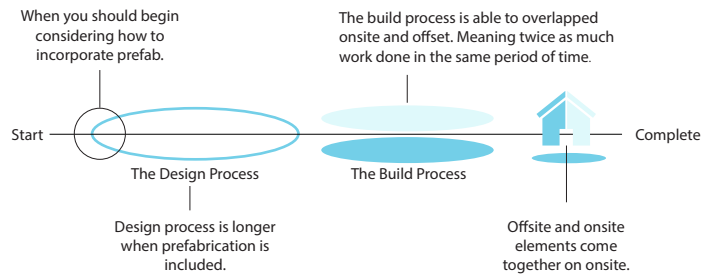 When you should begin
considering how to
incorporate prefab.
The build process is able to overlapped
onsite and offset. Meaning twice as much
work done in the same period of time.
Start
Complete
The Design Process
The Build Process
Design process is longer
when prefabrication is
included.
Offsite and onsite
elements come
together on onsite.